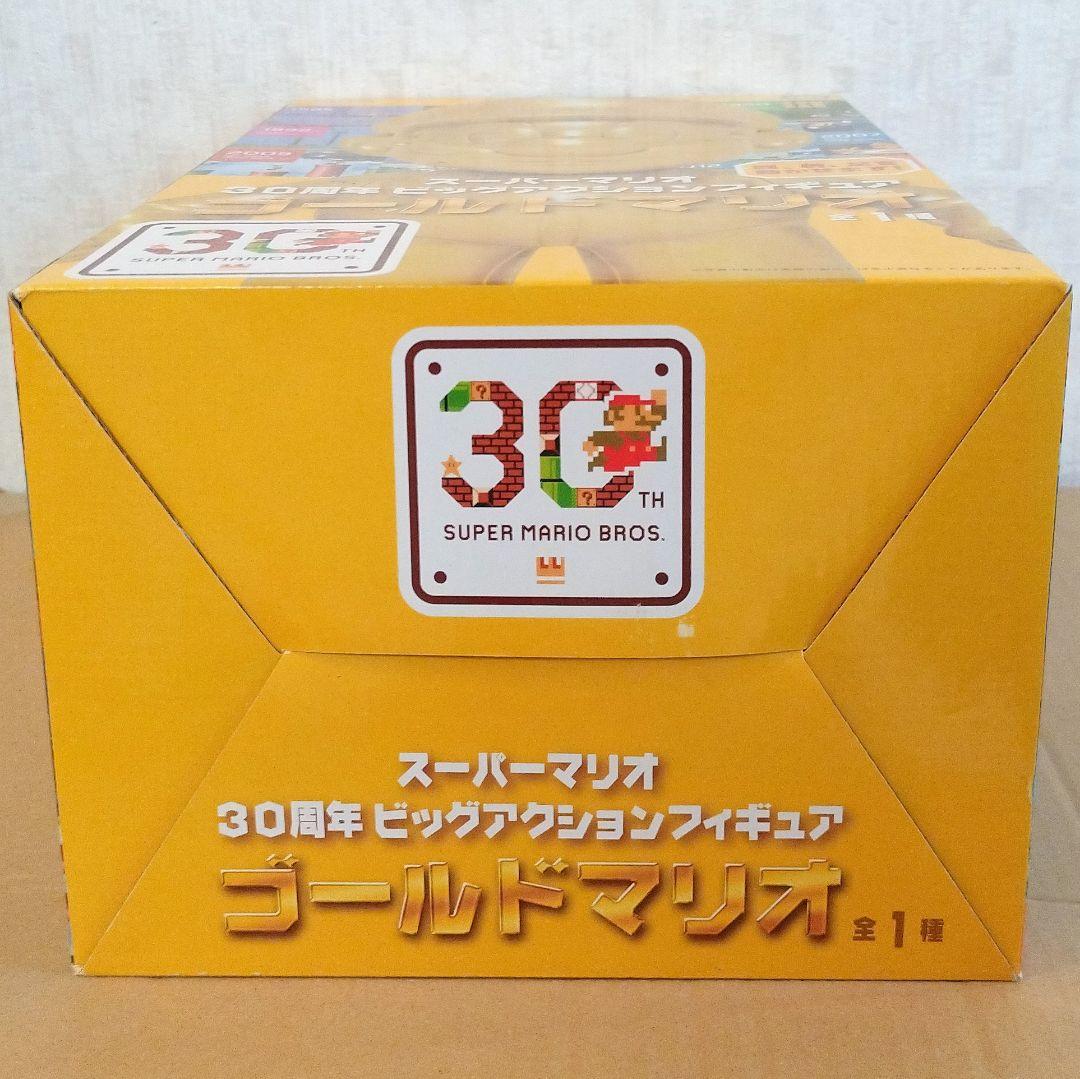 2005
スーパーマリオ
30周年 ビッグアクションフィギュア
ゴールドマリオ
全1種
30TH
SUPER MARIO BROS.
30TH
SUPER MARIO BROS.
スーパーマリオ
30周年 ビッグアクションフィギュア
ゴールドマリオ 全1種